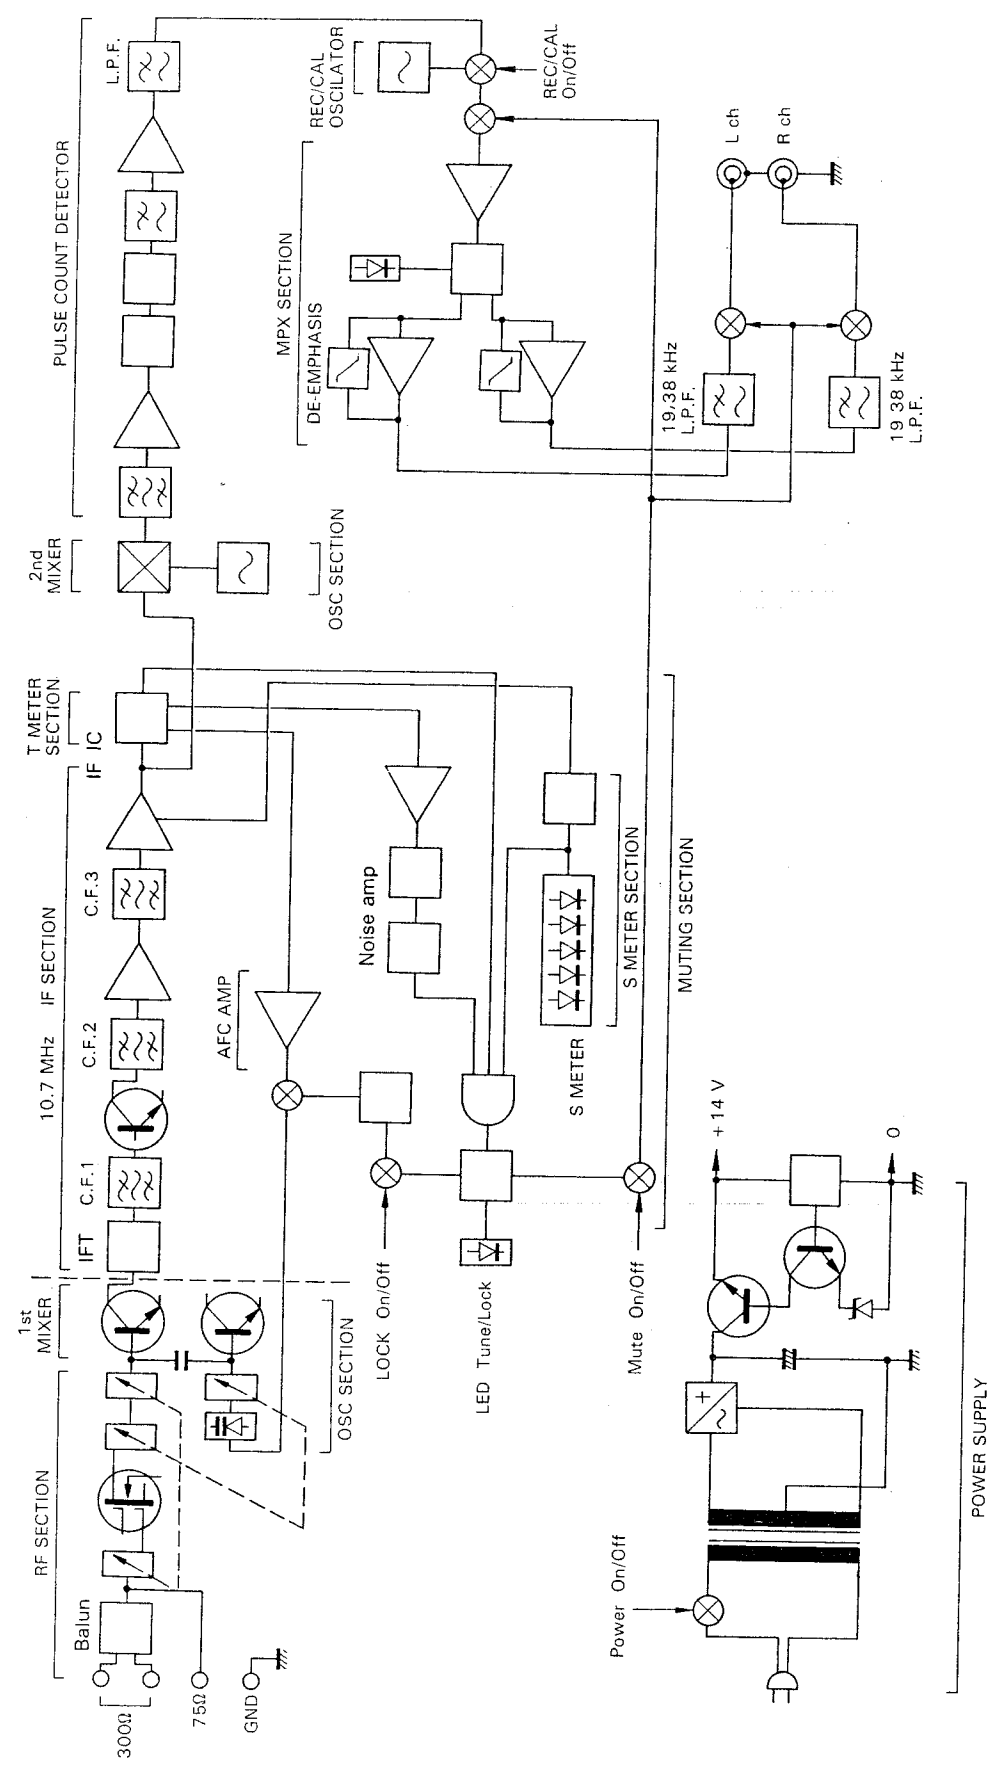 300Ω
75Ω
GND
Balun
RF SECTION
1st
MIXER
OSC SECTION
10.7 MHz IF SECTION
IFT
C.F.1
C.F.2
C.F.3
IF IC
T METER
SECTION
2nd
MIXER
OSC SECTION
PULSE COUNT DETECTOR
L.P.F.
REC/CAL
OSCILATOR
REC/CAL
On/Off
MPX SECTION
DE-EMPHASIS
19,38 kHz
L.P.F.
19 38 kHz
L.P.F.
L ch
R ch
AFC AMP
Noise amp
S METER
S METER SECTION
MUTING SECTION
LOCK On/Off
LED Tune/Lock
Mute On/Off
Power On/Off
+14 V
0
POWER SUPPLY